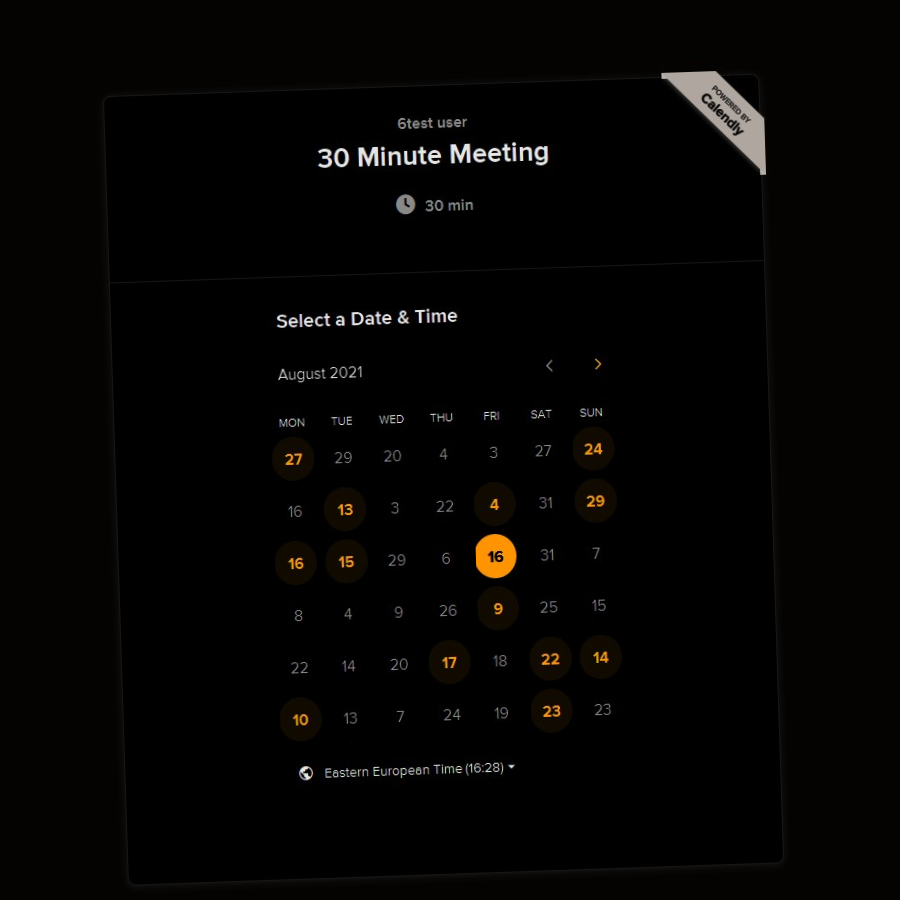 POWERED BY
Calendly
6test user
30 Minute Meeting
30 min
Select a Date & Time
August 2021
MON TUE WED THU FRI SAT SUN
27 29 20 4 3 27 24
16 13 3 22 4 31 29
16 15 29 6 16 31 7
8 4 9 26 9 25 15
22 14 20 17 18 22 14
10 13 7 24 19 23 23
Eastern European Time (16:28)